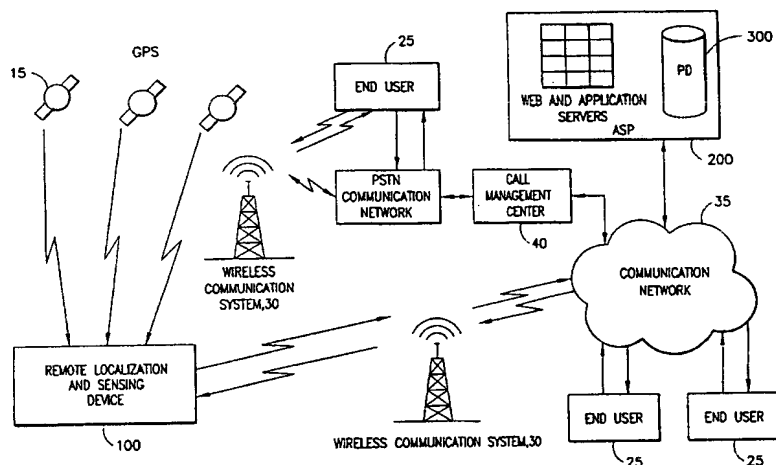 15
GPS
25
END USER
300
PD
WEB AND APPLICATION
SERVERS
ASP
200
PSTN
COMMUNICATION
NETWORK
CALL
MANAGEMENT
CENTER
40
35
COMMUNICATION
NETWORK
WIRELESS
COMMUNICATION
SYSTEM,30
REMOTE LOCALIZATION
AND SENSING
DEVICE
100
WIRELESS COMMUNICATION SYSTEM,30
END USER
25
END USER
25